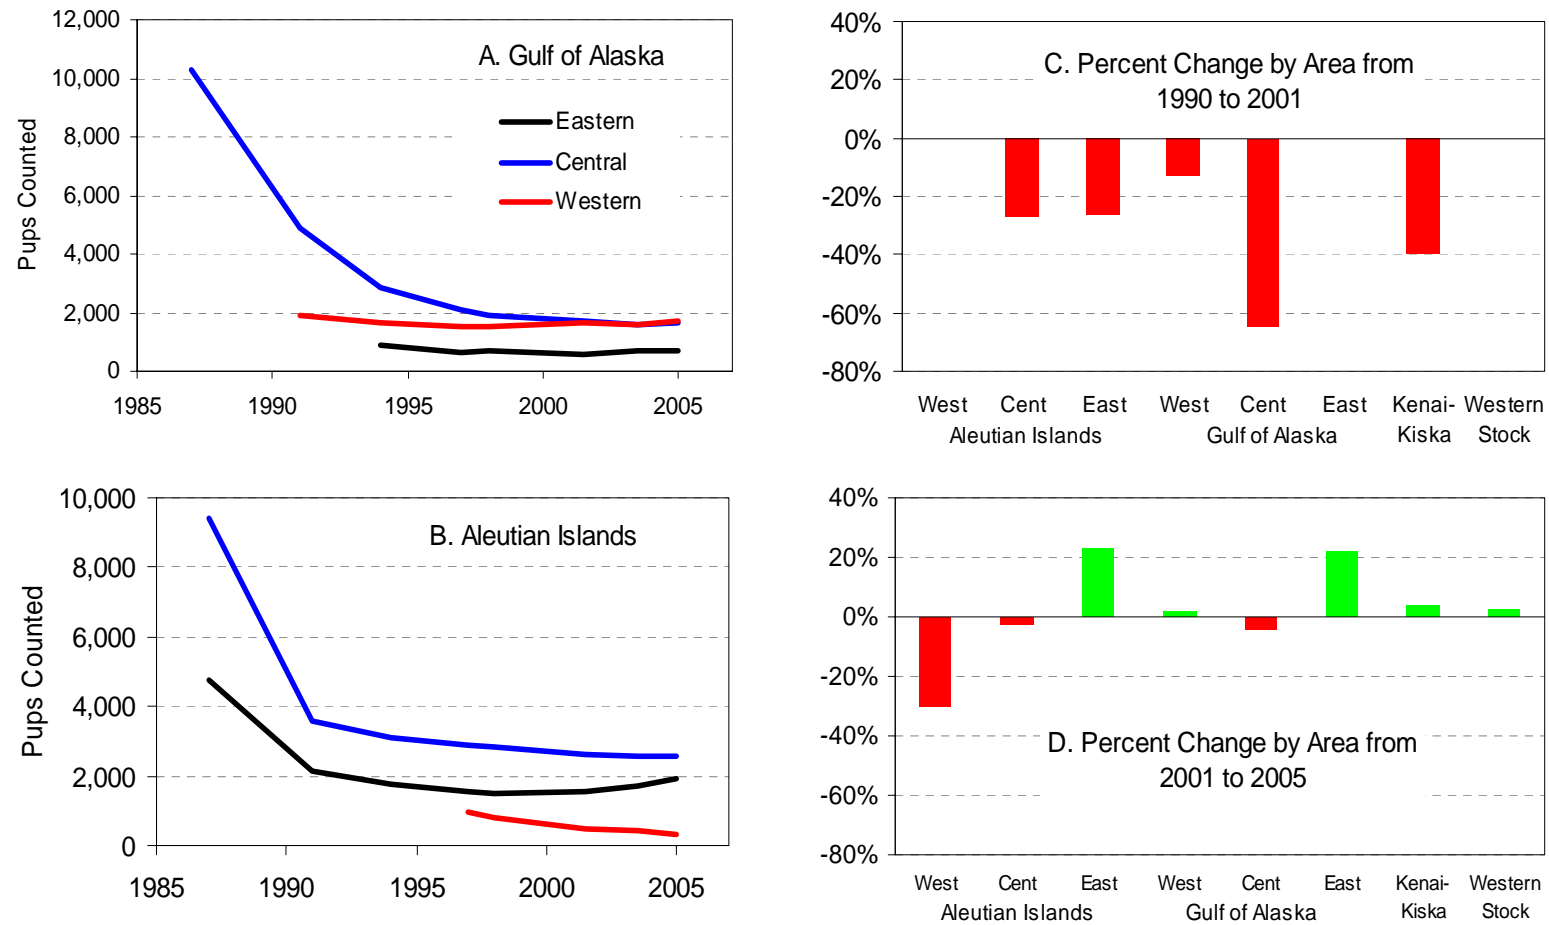 12,000
10,000
8,000
6,000
4,000
2,000
0
Pups Counted
A. Gulf of Alaska
Eastern
Central
Western
1985 1990 1995 2000 2005
40%
20%
0%
-20%
-40%
-60%
-80%
C. Percent Change by Area from
1990 to 2001
West Cent East West Cent East Kenai- Western
Aleutian Islands Gulf of Alaska Kiska Stock
10,000
8,000
6,000
4,000
2,000
0
Pups Counted
B. Aleutian Islands
1985 1990 1995 2000 2005
40%
20%
0%
-20%
-40%
-60%
-80%
D. Percent Change by Area from
2001 to 2005
West Cent East West Cent East Kenai- Western
Aleutian Islands Gulf of Alaska Kiska Stock